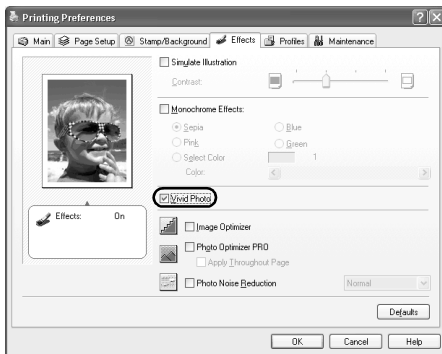 Printing Preferences
Main Page Setup Stamp/Background Effects Profiles Maintenance
Simulate Illustration
Contrast:
Monochrome Effects:
Sepia Blue
Pink Green
Select Color 1
Color:
Vivid Photo
Effects: On
Image Optimizer
Photo Optimizer PRO
Apply Throughout Page
Photo Noise Reduction Normal
Defaults
OK Cancel Help